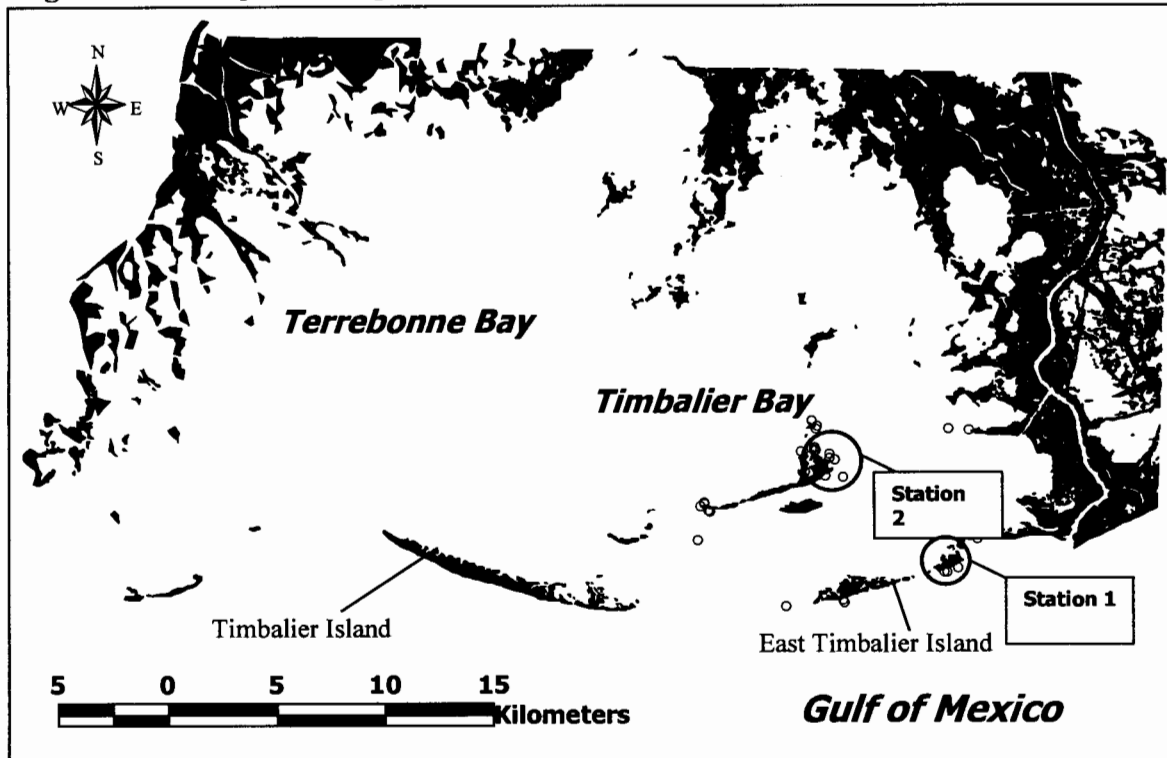 N
W E
S
Terrebonne Bay
Timbalier Bay
Station
2
Station 1
Timbalier Island
East Timbalier Island
5 0 5 10 15
Kilometers
Gulf of Mexico